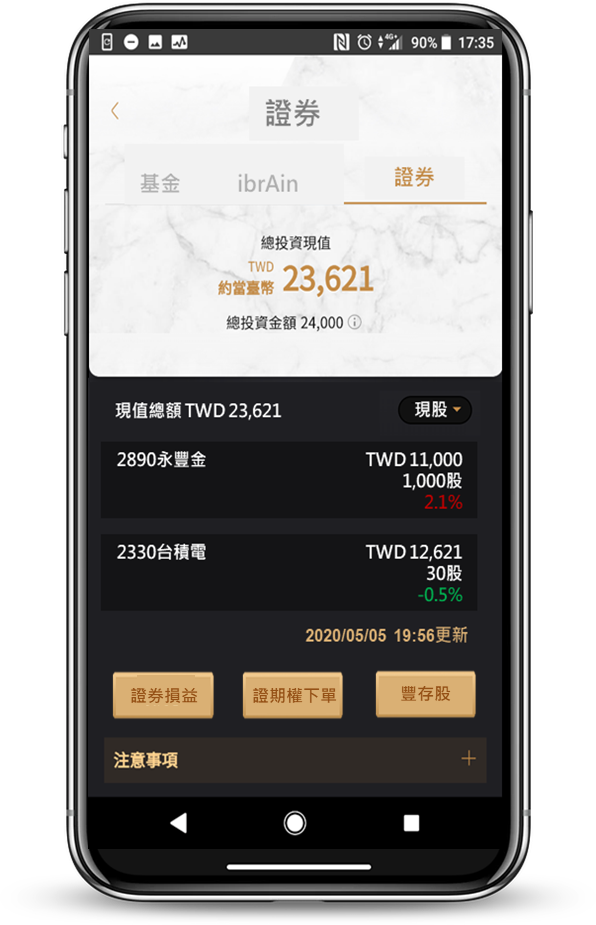 4G+ 90% 17:35
證券
基金 ibrAin 證券
總投資現值
TWD
約當臺幣 23,621
總投資金額 24,000
現值總額 TWD 23,621 現股
2890永豐金 TWD 11,000
1,000股
2.1%
2330台積電 TWD 12,621
30股
-0.5%
2020/05/05 19:56更新
證券損益 證期權下單 豐存股
注意事項 +